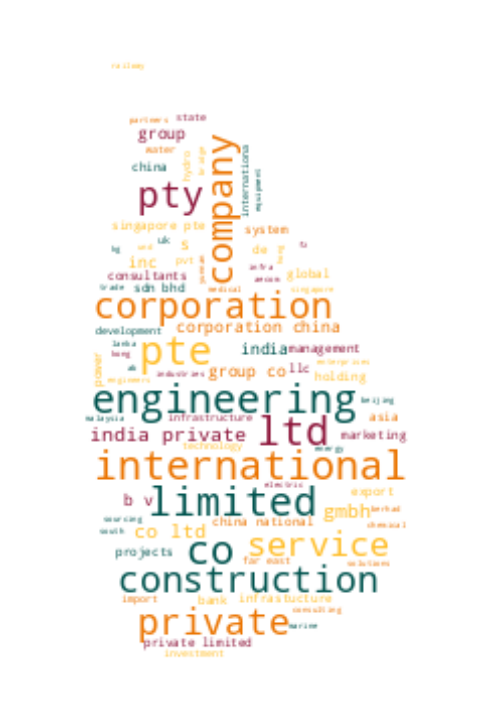 railway
partners state
group
water
china
hydro
bridge
company
international
equipment
pty
singapore pte
system
uk
s
de
hong
inc
pvt
infra
global
consultants
aecon
trade sdn bhd
medical
singapore
corporation
development
corporation china
lanka
hong
pte
india
management
power
group co
llc
enterprises
industries
holding
engineers
engineering
beijing
malaysia
infrastructure
ltd
asia
india private
marketing
technology
energy
international
electric
b v
limited
export
gmbh
berhad
sourcing
china national
chemical
south
co ltd
co
service
projects
far east
solutions
construction
import
bank
infrastucture
consulting
private
marine
private limited
investment